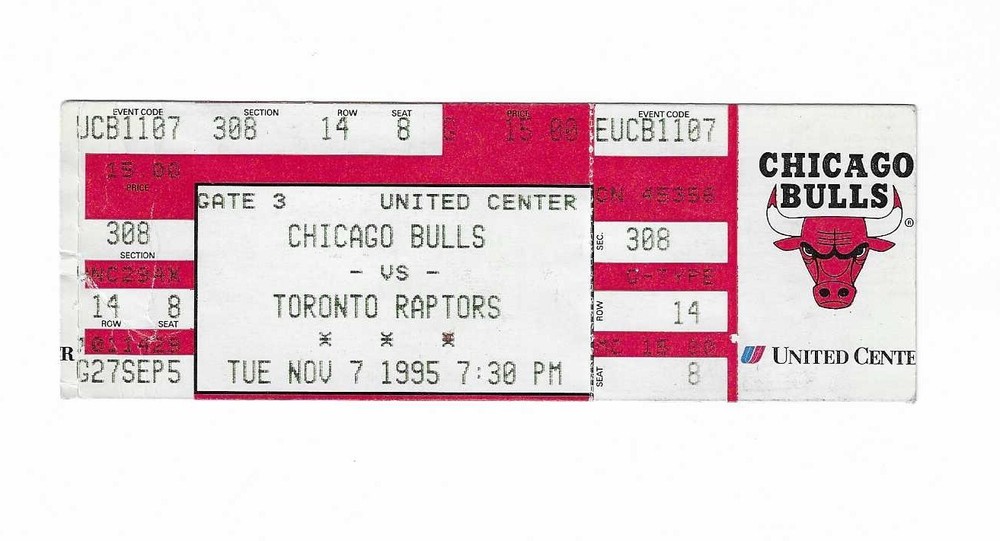 EVENT CODE SECTION ROW SEAT PRICE EVENT CODE
UCB1107 308 14 8 15 00 EUCB1107
15 00
PRICE
308
SECTION
14 8
ROW SEAT
R
G27SEP5
GATE 3 UNITED CENTER
CHICAGO BULLS
- VS -
TORONTO RAPTORS
* * *
TUE NOV 7 1995 7:30 PM
CN 45356
SEC. 308
ROW 14
SEAT 8
CHICAGO
BULLS
®
UNITED CENTE